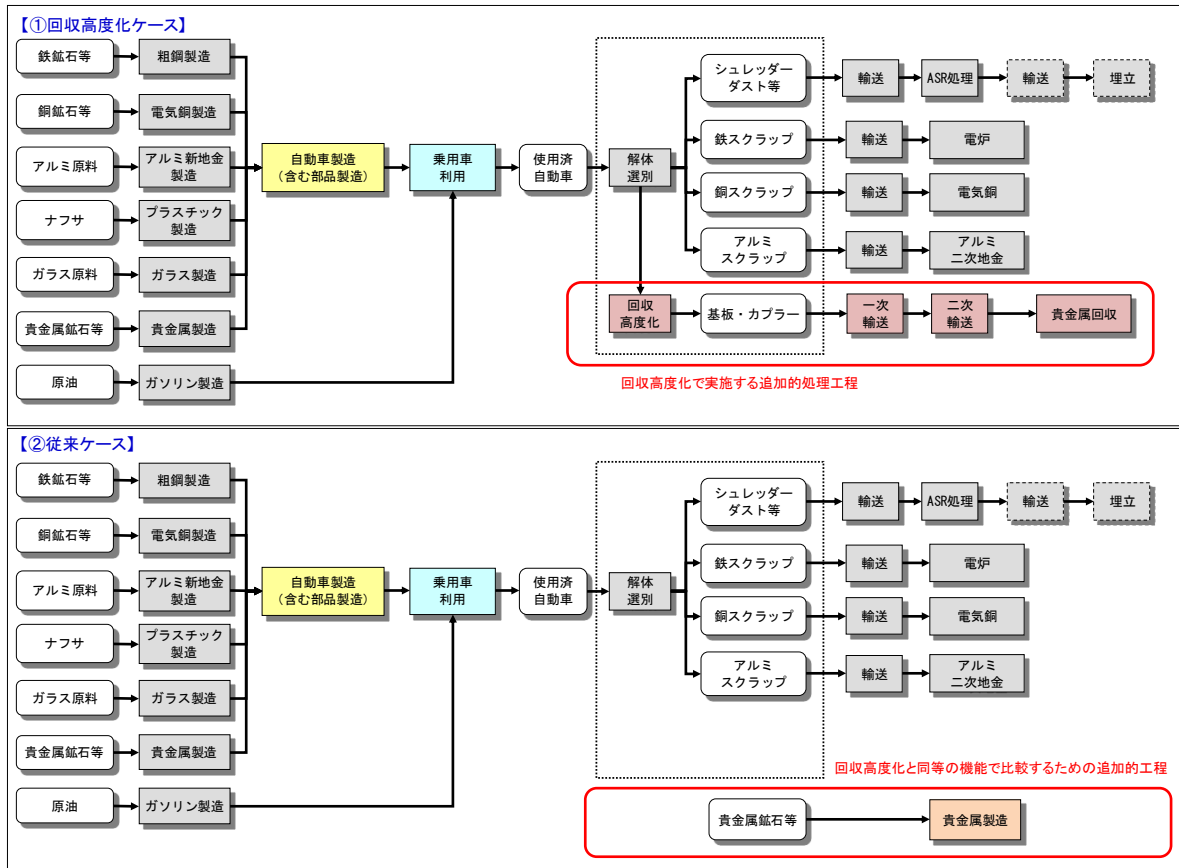 【①回収高度化ケース】
鉄鉱石等
粗鋼製造
銅鉱石等
電気銅製造
アルミ原料
アルミ新地金
製造
ナフサ
プラスチック
製造
ガラス原料
ガラス製造
貴金属鉱石等
貴金属製造
原油
ガソリン製造
自動車製造
(含む部品製造)
乗用車
利用
使用済
自動車
解体
選別
シュレッダー
ダスト等
輸送
ASR処理
輸送
埋立
鉄スクラップ
輸送
電炉
銅スクラップ
輸送
電気銅
アルミ
スクラップ
輸送
アルミ
二次地金
回収
高度化
基板・カプラー
一次
輸送
二次
輸送
貴金属回収
回収高度化で実施する追加的処理工程
【②従来ケース】
鉄鉱石等
粗鋼製造
銅鉱石等
電気銅製造
アルミ原料
アルミ新地金
製造
ナフサ
プラスチック
製造
ガラス原料
ガラス製造
貴金属鉱石等
貴金属製造
原油
ガソリン製造
自動車製造
(含む部品製造)
乗用車
利用
使用済
自動車
解体
選別
シュレッダー
ダスト等
輸送
ASR処理
輸送
埋立
鉄スクラップ
輸送
電炉
銅スクラップ
輸送
電気銅
アルミ
スクラップ
輸送
アルミ
二次地金
回収高度化と同等の機能で比較するための追加的工程
貴金属鉱石等
貴金属製造